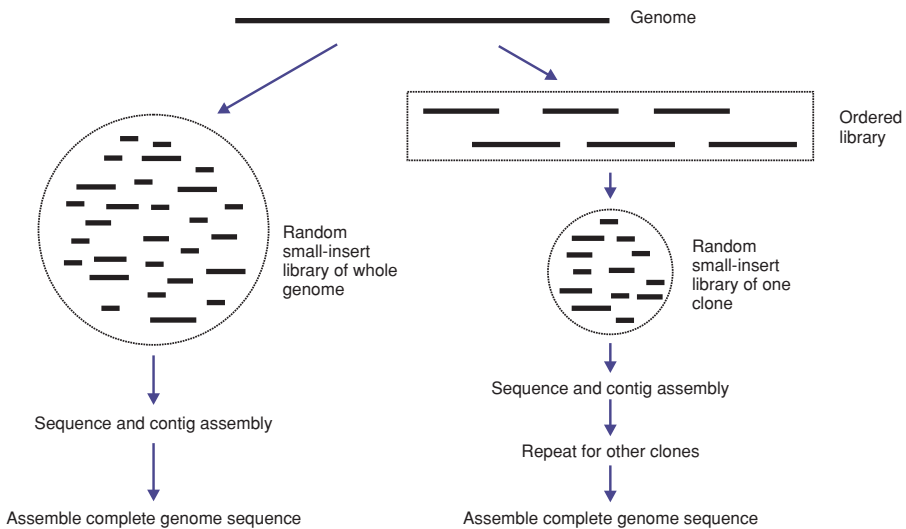 Genome
Ordered
library
Random
small-insert
library of whole
genome
Random
small-insert
library of one
clone
Sequence and contig assembly
Sequence and contig assembly
Repeat for other clones
Assemble complete genome sequence
Assemble complete genome sequence